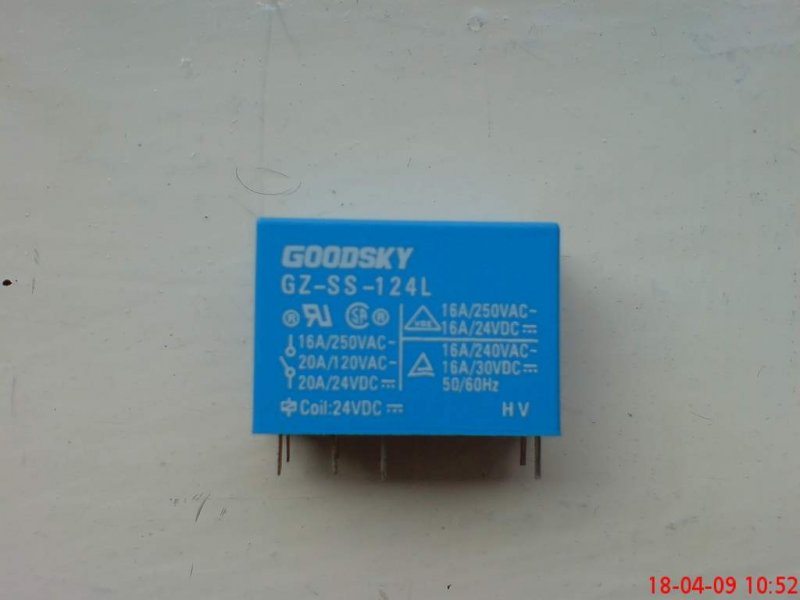 GOODSKY
GZ-SS-124L
16A/250VAC~
20A/120VAC~
20A/24VDC
Coil:24VDC
VDE
16A/250VAC~
16A/24VDC
16A/240VAC~
16A/30VDC
50/60Hz
HV
18-04-09 10:52